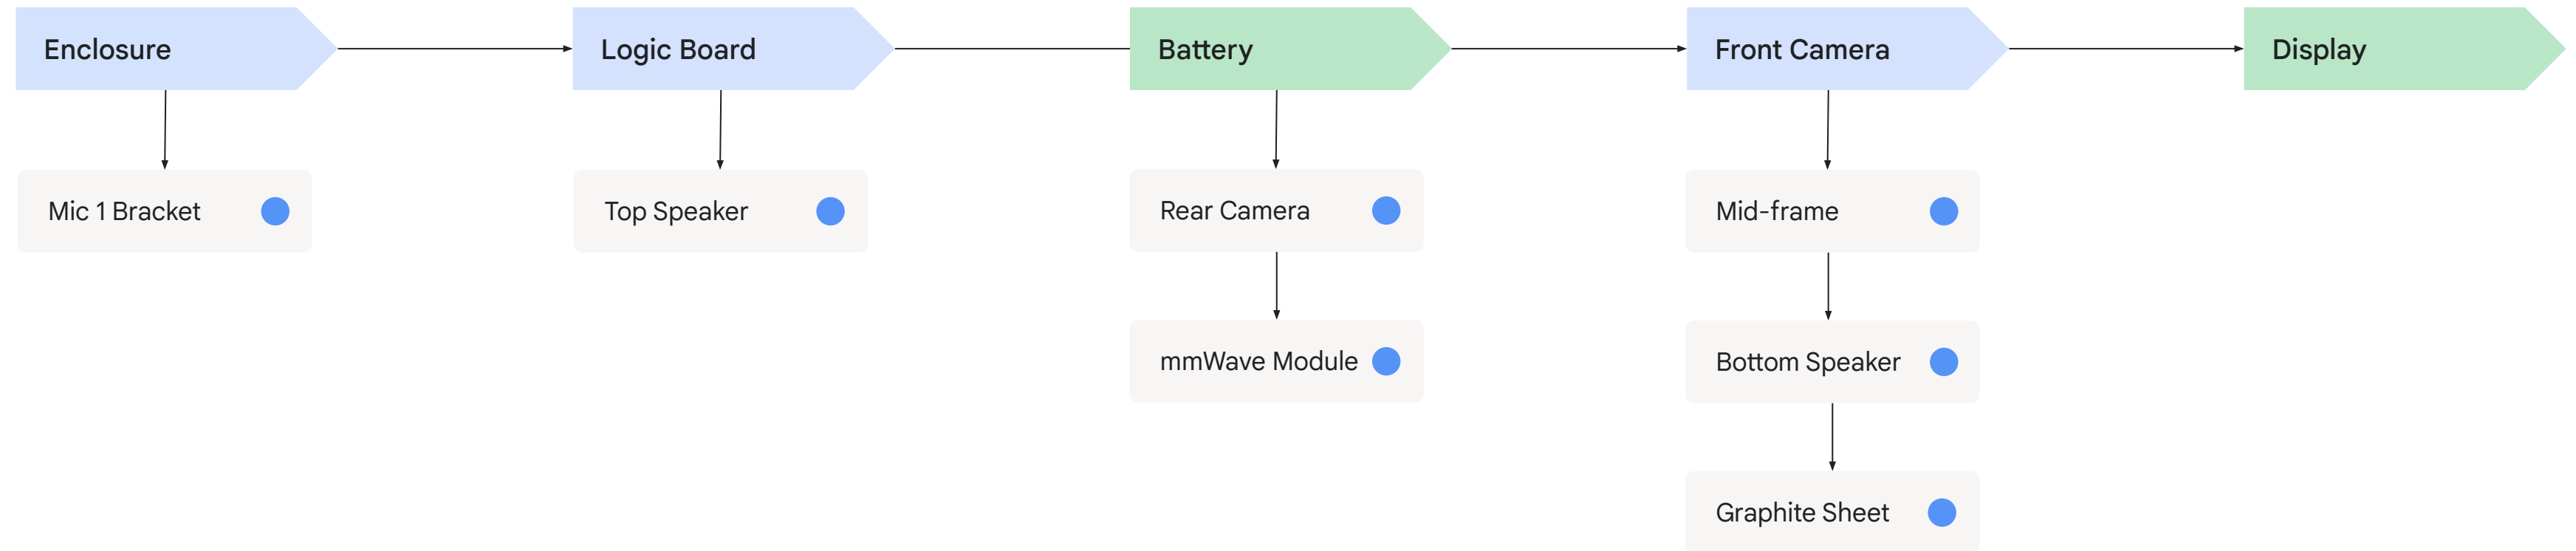 Enclosure
Logic Board
Battery
Front Camera
Display
Mic 1 Bracket
Top Speaker
Rear Camera
Mid-frame
mmWave Module
Bottom Speaker
Graphite Sheet